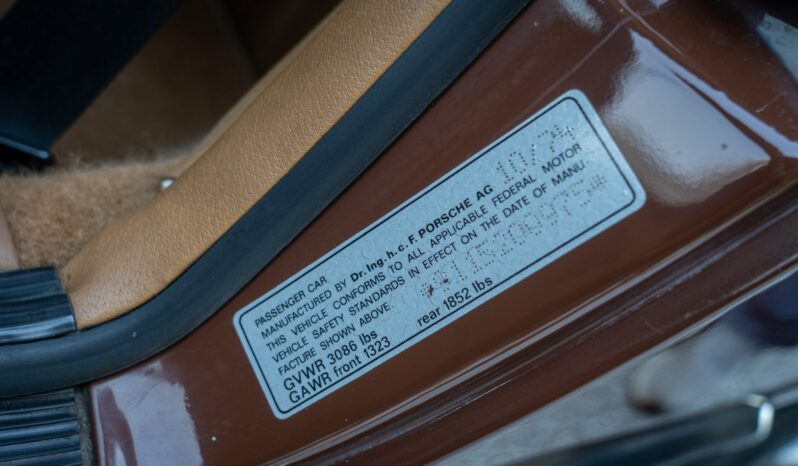 PASSENGER CAR
MANUFACTURED BY Dr.Ing.h.c.F.PORSCHE AG 10/74
THIS VEHICLE CONFORMS TO ALL APPLICABLE FEDERAL MOTOR
VEHICLE SAFETY STANDARDS IN EFFECT ON THE DATE OF MANU-
FACTURE SHOWN ABOVE.
GVWR 3086 lbs
GAWR front 1323 rear 1852 lbs